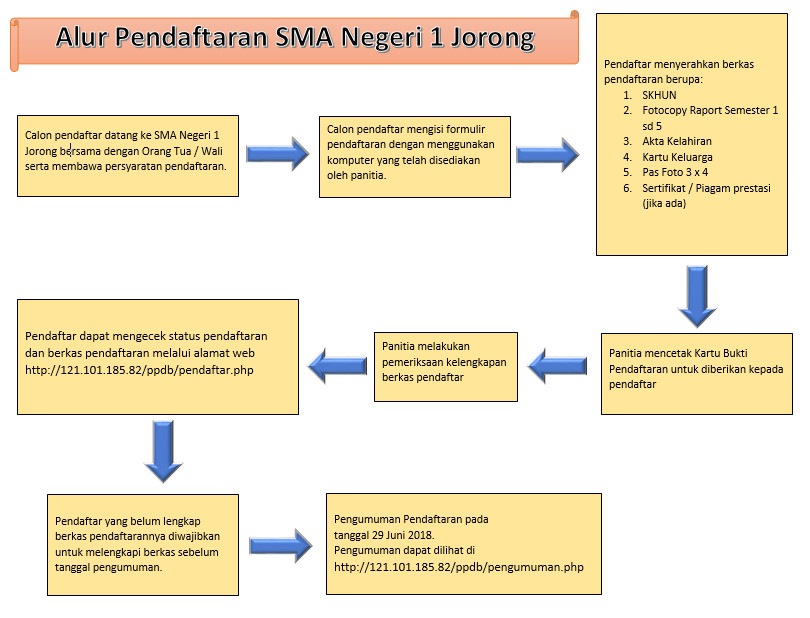 Alur Pendaftaran SMA Negeri 1 Jorong
Calon pendaftar datang ke SMA Negeri 1
Jorong bersama dengan Orang Tua / Wali
serta membawa persyaratan pendaftaran.
Calon pendaftar mengisi formulir
pendaftaran dengan menggunakan
komputer yang telah disediakan
oleh panitia.
Pendaftar menyerahkan berkas
pendaftaran berupa:
1. SKHUN
2. Fotocopy Raport Semester 1
sd 5
3. Akta Kelahiran
4. Kartu Keluarga
5. Pas Foto 3 x 4
6. Sertifikat / Piagam prestasi
(jika ada)
Panitia mencetak Kartu Bukti
Pendaftaran untuk diberikan kepada
pendaftar
Panitia melakukan
pemeriksaan kelengkapan
berkas pendaftar
Pendaftar dapat mengecek status pendaftaran
dan berkas pendaftaran melalui alamat web
http://121.101.185.82/ppdb/pendaftar.php
Pendaftar yang belum lengkap
berkas pendaftarannya diwajibkan
untuk melengkapi berkas sebelum
tanggal pengumuman.
Pengumuman Pendaftaran pada
tanggal 29 Juni 2018.
Pengumuman dapat dilihat di
http://121.101.185.82/ppdb/pengumuman.php